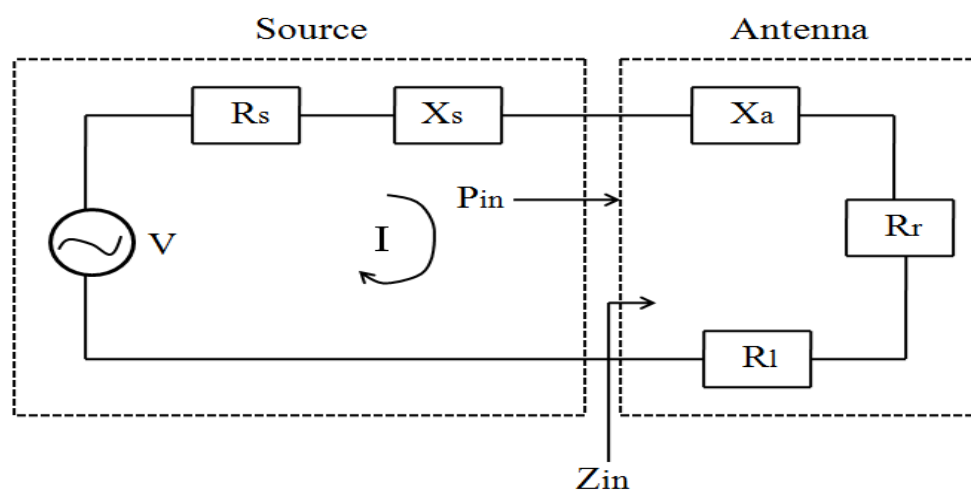 Source
Antenna
Rs
Xs
Xa
Pin
Rr
V
I
Rl
Zin